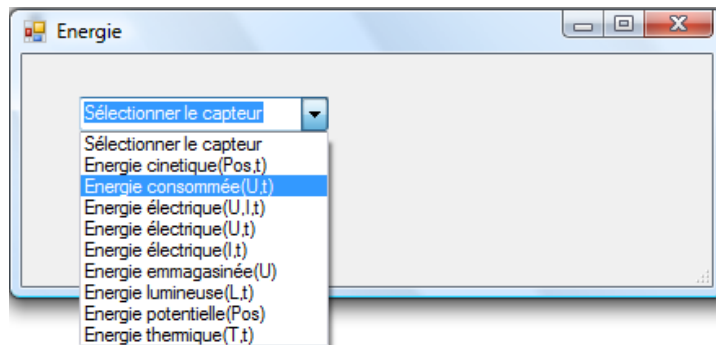 Energie
Sélectionner le capteur
Sélectionner le capteur
Energie cinetique(Pos,t)
Energie consommée(U,t)
Energie électrique(U,I,t)
Energie électrique(U,t)
Energie électrique(I,t)
Energie emmagasinée(U)
Energie lumineuse(L,t)
Energie potentielle(Pos)
Energie thermique(T,t)